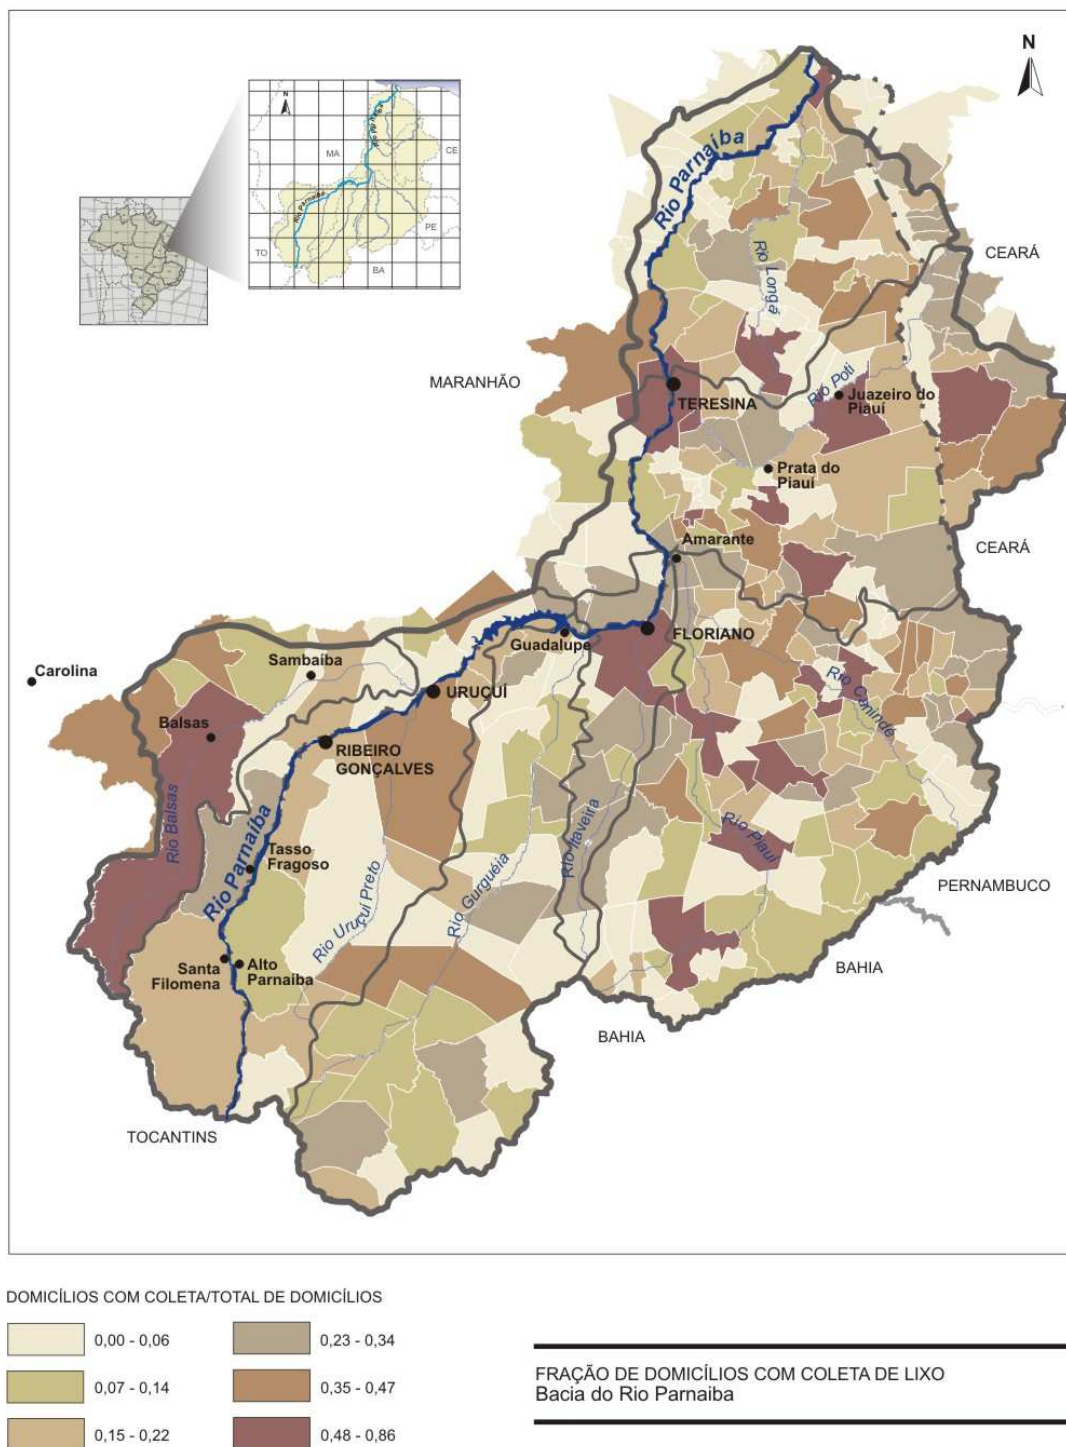 N
N
Rio Parnaíba
MA
CE
Rio Parnaíba
PE
TO
BA
Rio Parnaíba
CEARÁ
Rio Longá
MARANHÃO
Rio Poti
TERESINA
Juazeiro do
Piauí
Prata do
Piauí
Amarante
CEARÁ
FLORIANO
Guadalupe
Sambaíba
Carolina
URUÇUÍ
Rio Canindé
Balsas
RIBEIRO
GONÇALVES
Rio Balsas
Rio Parnaíba
Tasso
Fragoso
Rio Piauí
Rio Itaveira
Rio Gurguéia
Rio Uruçuí Preto
PERNAMBUCO
Santa
Filomena
Alto
Parnaiba
BAHIA
BAHIA
TOCANTINS
DOMICÍLIOS COM COLETA/TOTAL DE DOMICÍLIOS
0,00 - 0,06
0,23 - 0,34
0,07 - 0,14
0,35 - 0,47
0,15 - 0,22
0,48 - 0,86
FRAÇÃO DE DOMICÍLIOS COM COLETA DE LIXO
Bacia do Rio Parnaiba